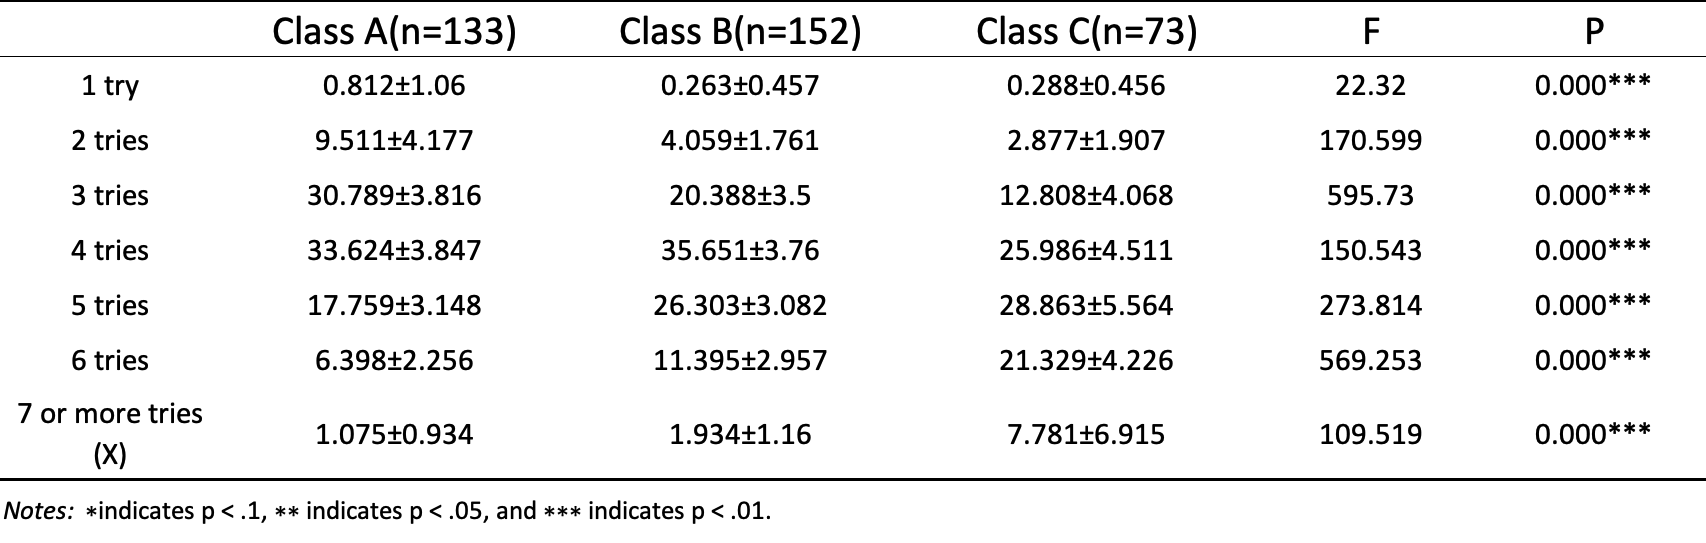 Class A(n=133) Class B(n=152) Class C(n=73) F P
1 try 0.812±1.06 0.263±0.457 0.288±0.456 22.32 0.000***
2 tries 9.511±4.177 4.059±1.761 2.877±1.907 170.599 0.000***
3 tries 30.789±3.816 20.388±3.5 12.808±4.068 595.73 0.000***
4 tries 33.624±3.847 35.651±3.76 25.986±4.511 150.543 0.000***
5 tries 17.759±3.148 26.303±3.082 28.863±5.564 273.814 0.000***
6 tries 6.398±2.256 11.395±2.957 21.329±4.226 569.253 0.000***
7 or more tries
(X) 1.075±0.934 1.934±1.16 7.781±6.915 109.519 0.000***
Notes: *indicates p < .1, ** indicates p < .05, and *** indicates p < .01.